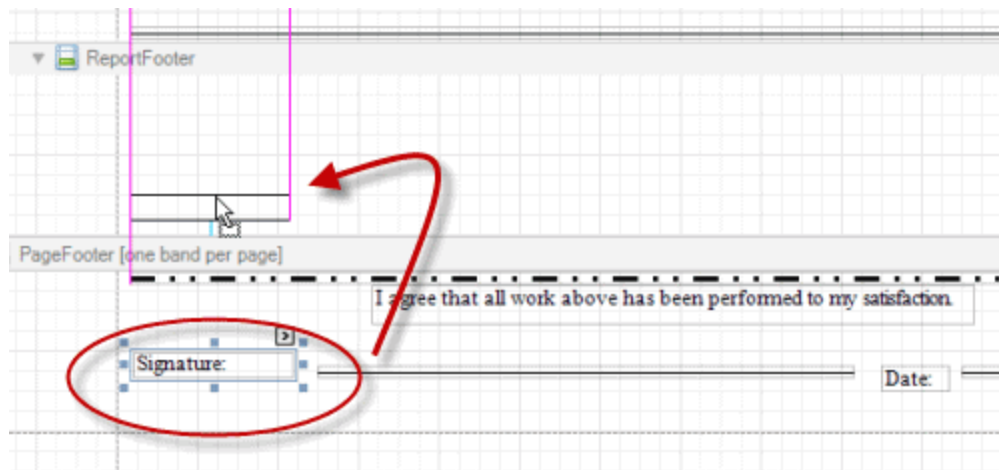 ReportFooter
PageFooter [one band per page]
I agree that all work above has been performed to my satisfaction.
Signature:
Date: